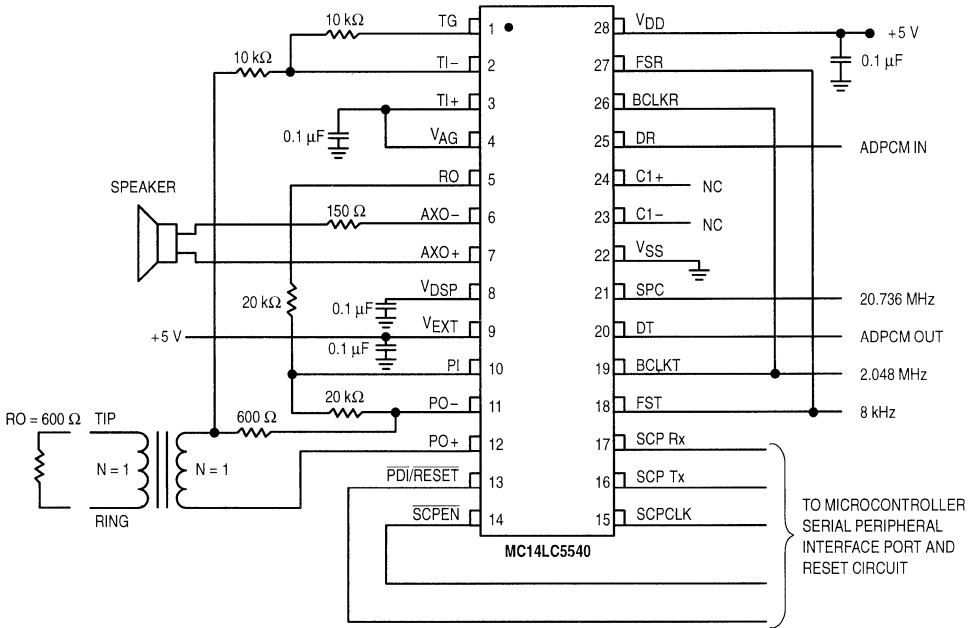 10 kΩ
TG
1
28
VDD
+5 V
10 kΩ
TI−
2
27
FSR
0.1 µF
TI+
3
26
BCLKR
0.1 µF
VAG
4
25
DR
ADPCM IN
RO
5
24
C1+
NC
SPEAKER
150 Ω
AXO−
6
23
C1−
NC
AXO+
7
22
VSS
20 kΩ
0.1 µF
VDSP
8
21
SPC
20.736 MHz
+5 V
0.1 µF
VEXT
9
20
DT
ADPCM OUT
PI
10
19
BCLKT
2.048 MHz
20 kΩ
PO−
11
18
FST
8 kHz
RO = 600 Ω
TIP
600 Ω
N = 1
N = 1
PO+
12
17
SCP Rx
PDI/RESET
13
16
SCP Tx
RING
SCPEN
14
15
SCPCLK
MC14LC5540
TO MICROCONTROLLER
SERIAL PERIPHERAL
INTERFACE PORT AND
RESET CIRCUIT